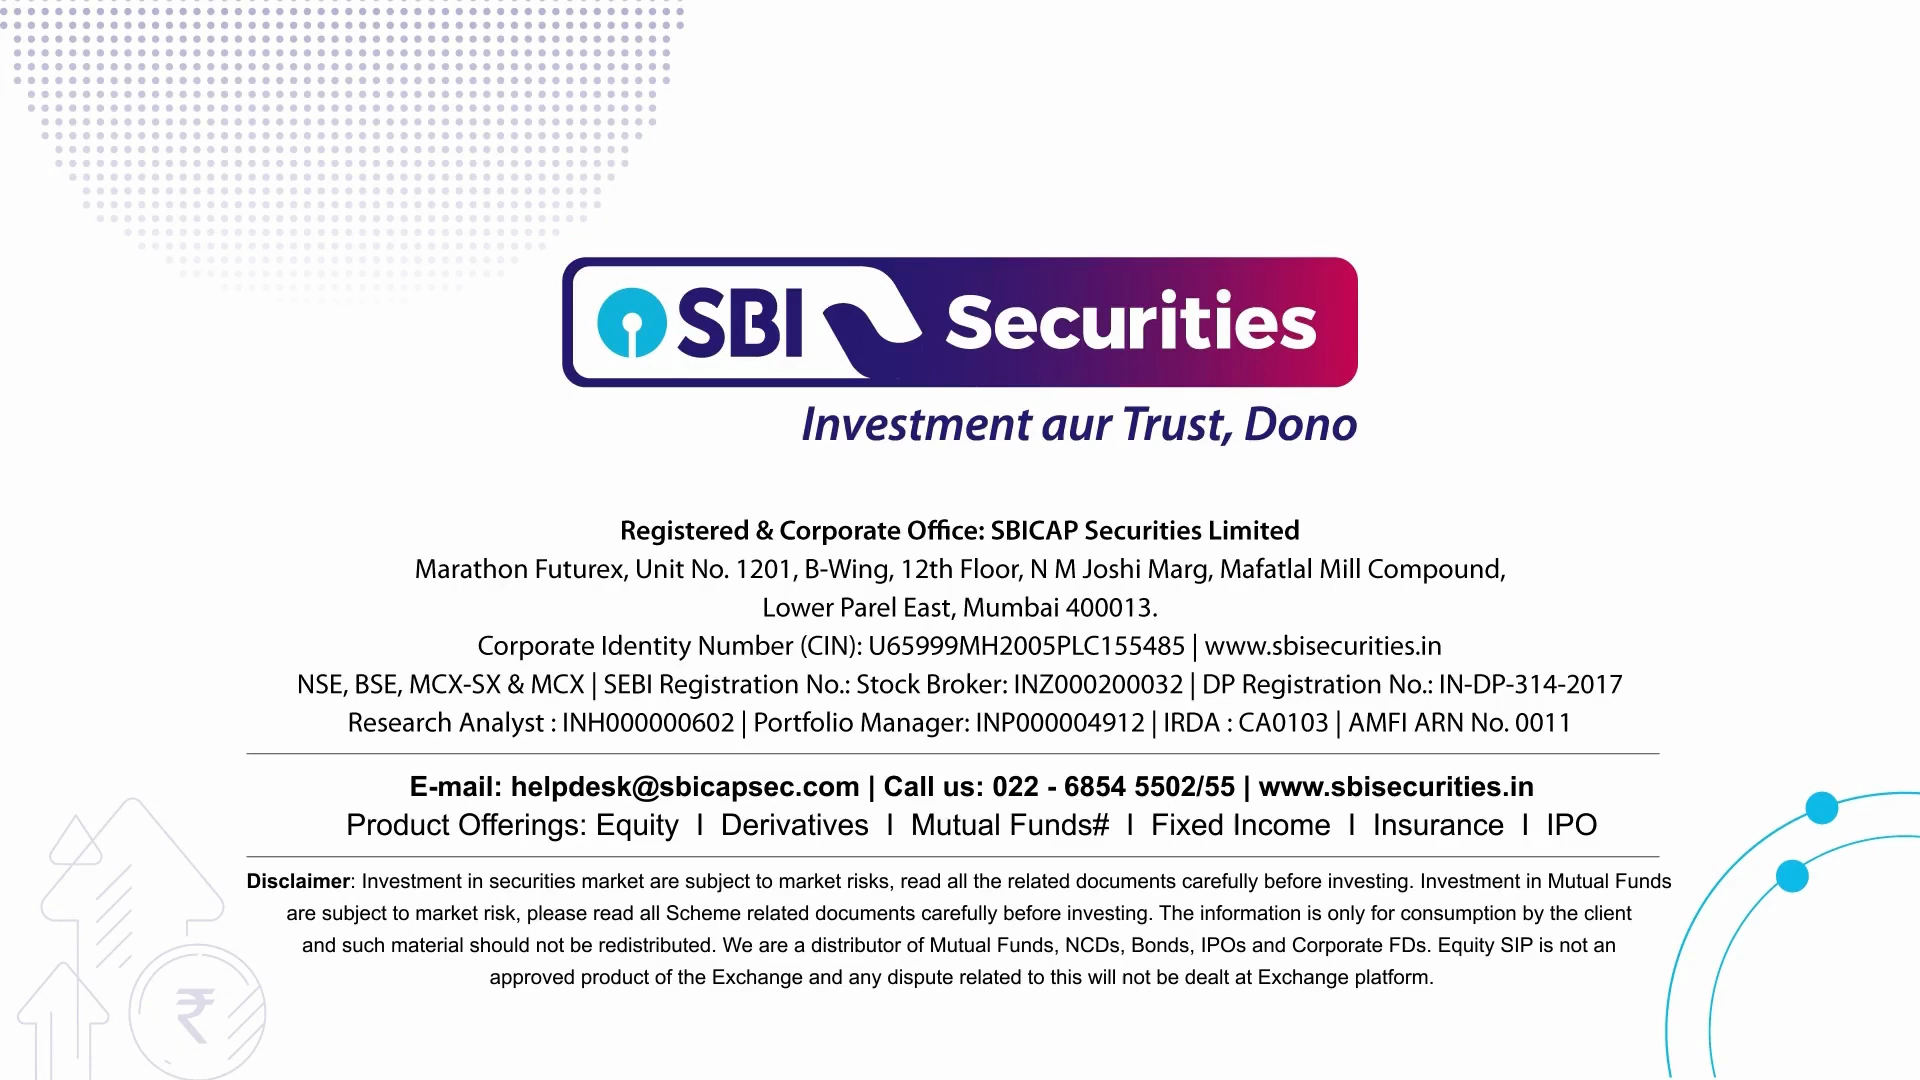 SBI Securities
Investment aur Trust, Dono
Registered & Corporate Office: SBICAP Securities Limited
Marathon Futurex, Unit No. 1201, B-Wing, 12th Floor, N M Joshi Marg, Mafatlal Mill Compound,
Lower Parel East, Mumbai 400013.
Corporate Identity Number (CIN): U65999MH2005PLC155485 | www.sbisecurities.in
NSE, BSE, MCX-SX & MCX | SEBI Registration No.: Stock Broker: INZ000200032 | DP Registration No.: IN-DP-314-2017
Research Analyst : INH000000602 | Portfolio Manager: INP000004912 | IRDA : CA0103 | AMFI ARN No. 0011
E-mail: helpdesk@sbicapsec.com | Call us: 022 - 6854 5502/55 | www.sbisecurities.in
Product Offerings: Equity I Derivatives I Mutual Funds# I Fixed Income I Insurance I IPO
Disclaimer: Investment in securities market are subject to market risks, read all the related documents carefully before investing. Investment in Mutual Funds
are subject to market risk, please read all Scheme related documents carefully before investing. The information is only for consumption by the client
and such material should not be redistributed. We are a distributor of Mutual Funds, NCDs, Bonds, IPOs and Corporate FDs. Equity SIP is not an
approved product of the Exchange and any dispute related to this will not be dealt at Exchange platform.
₹